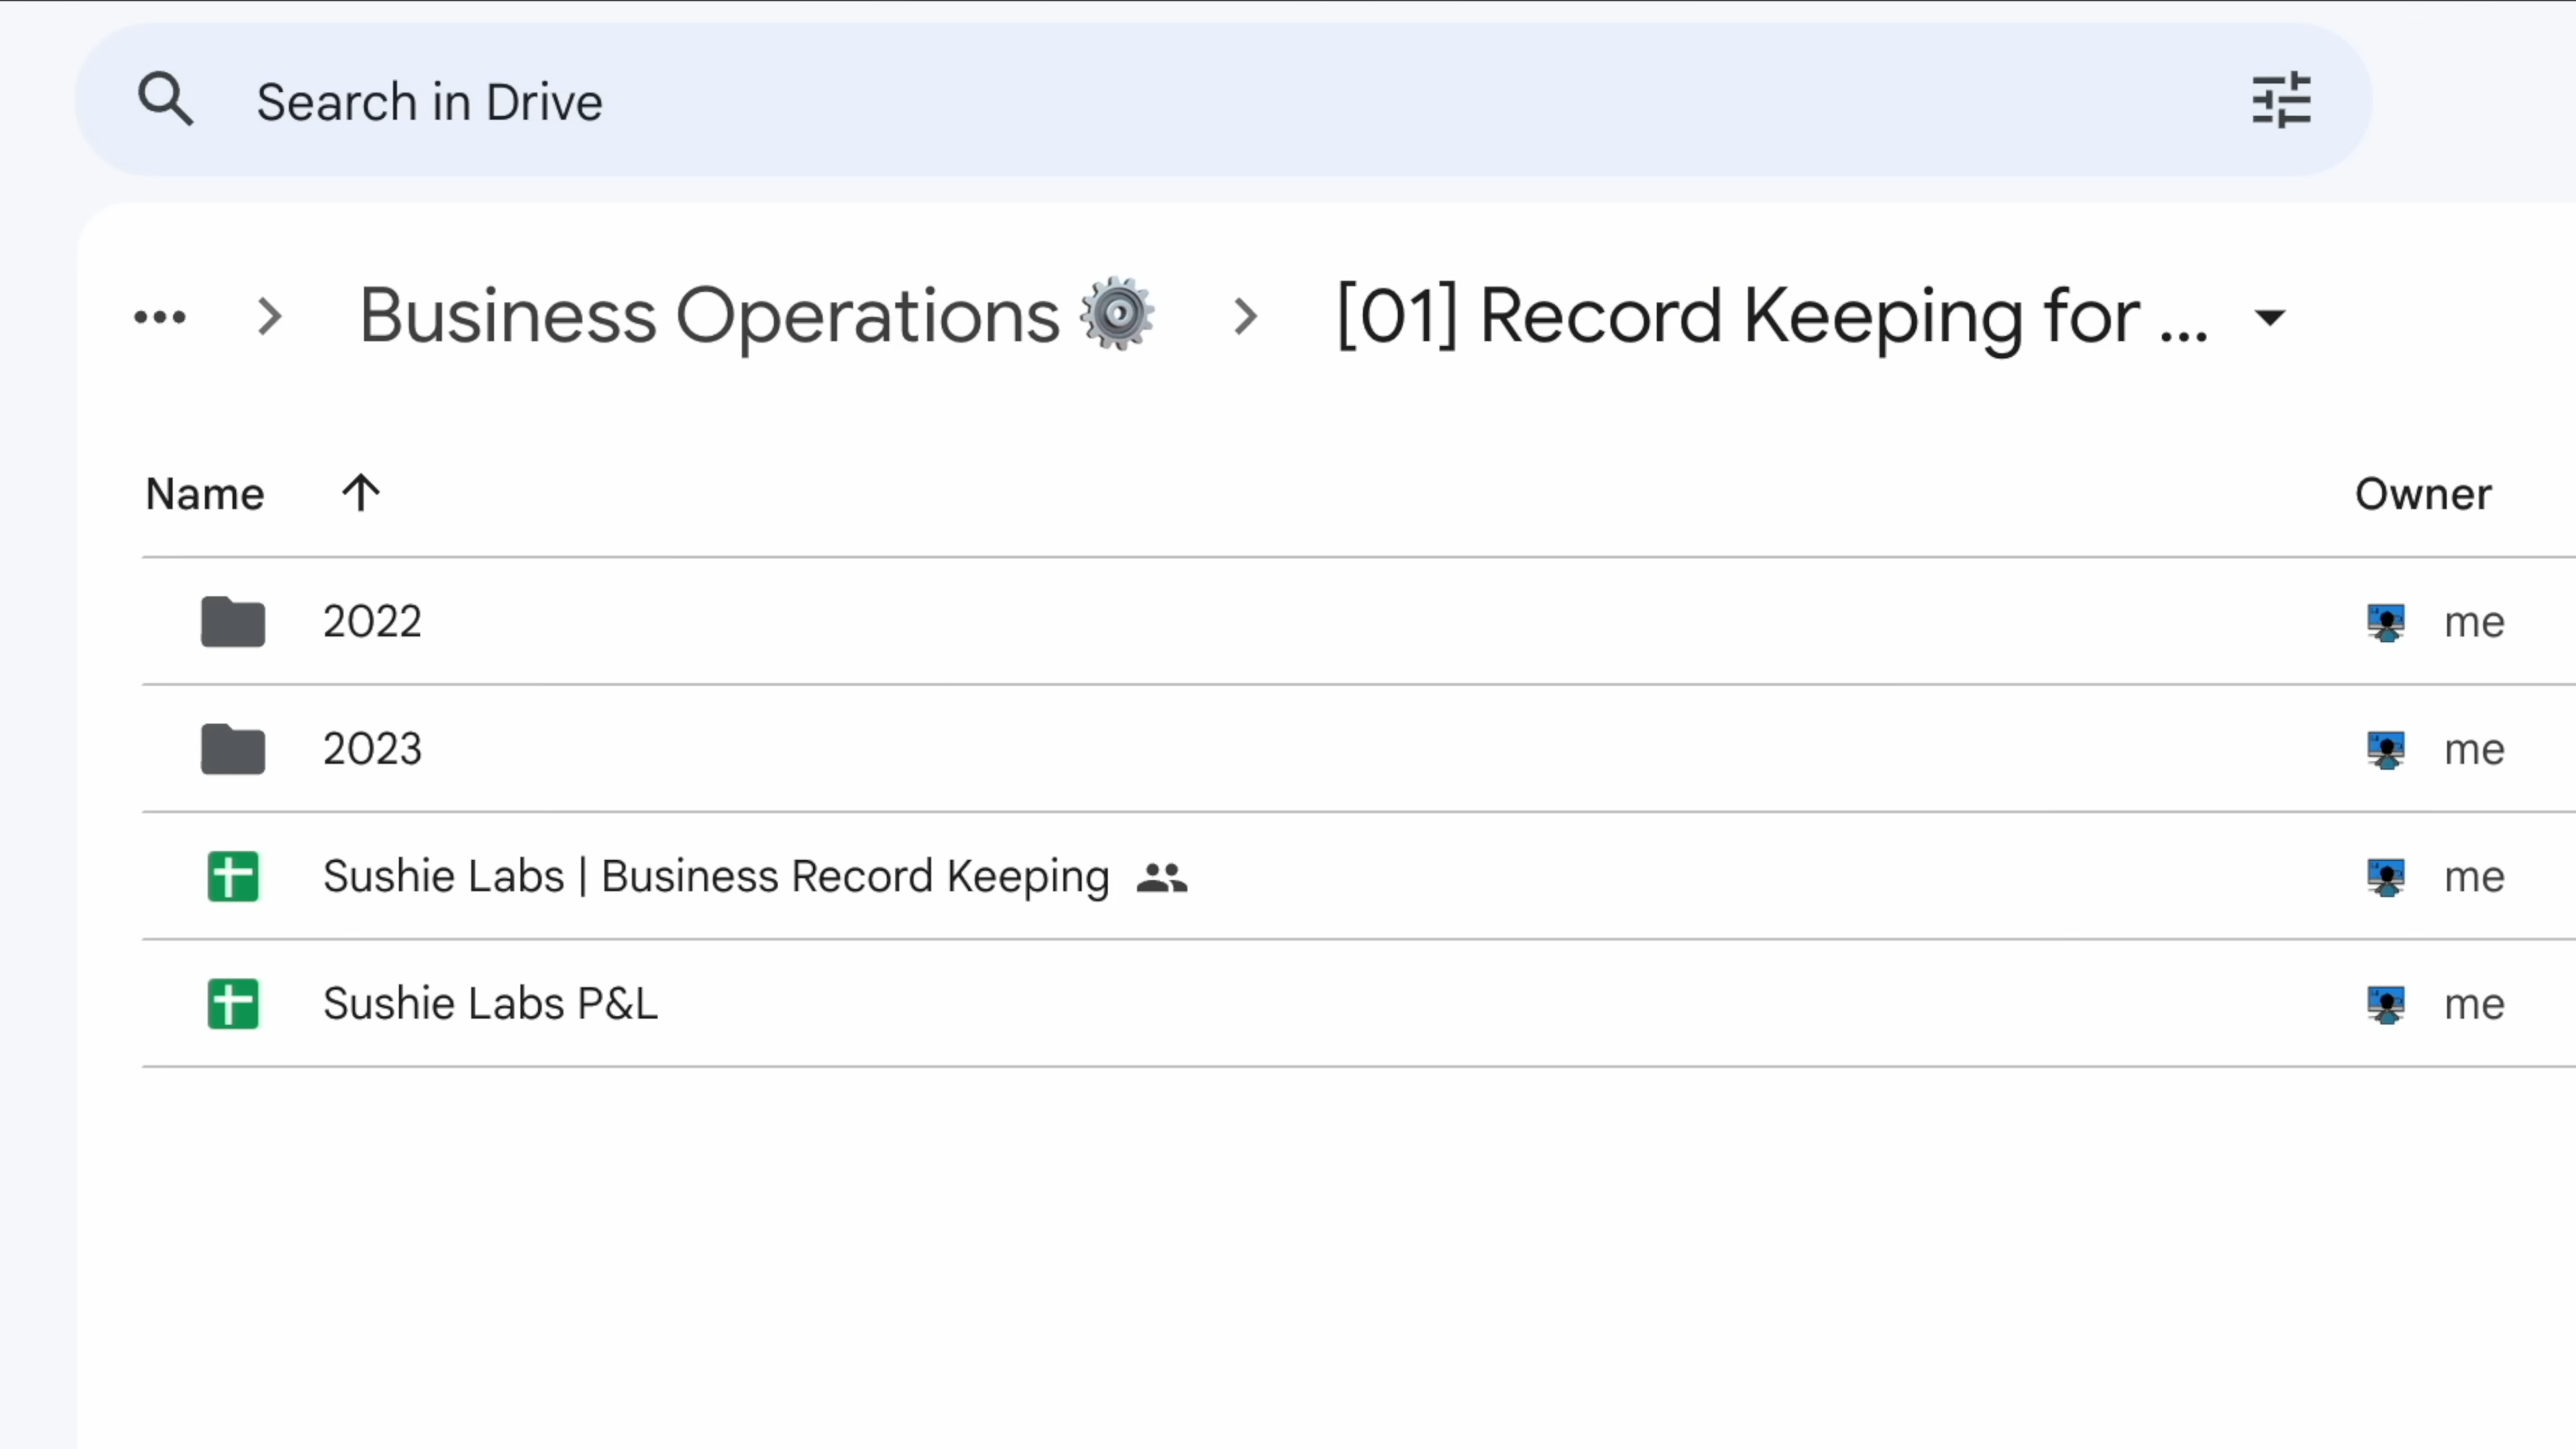 Search in Drive
... > Business Operations ⚙️ > [01] Record Keeping for ...
Name ↑ Owner
2022 me
2023 me
Sushie Labs | Business Record Keeping me
Sushie Labs P&L me